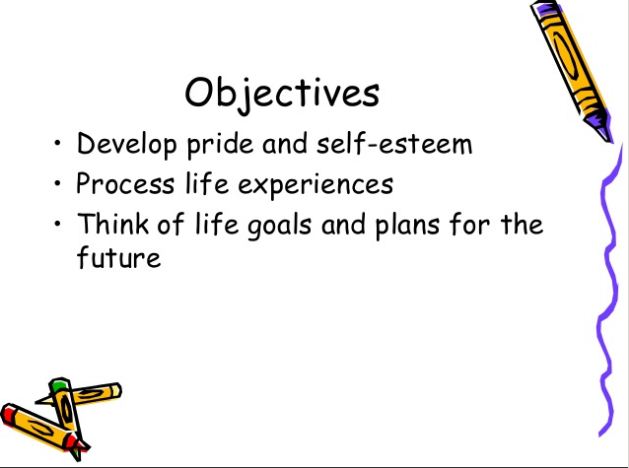 Objectives
• Develop pride and self-esteem
• Process life experiences
• Think of life goals and plans for the
future